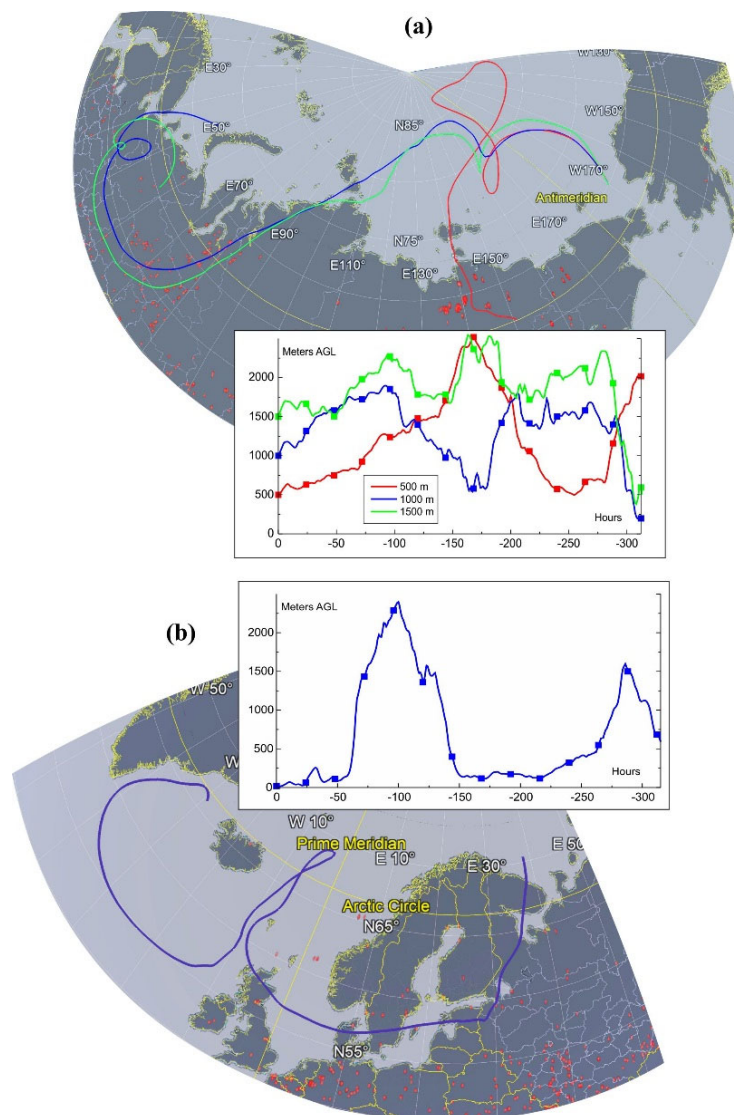 (a)
W130°
E30°
N85°
W150°
E50°
W170°
E70°
Antimeridian
E170°
E90°
N75°
E150°
E110°
E130°
Meters AGL
2000
1500
1000
500
0
500 m
1000 m
1500 m
Hours
0 -50 -100 -150 -200 -250 -300
(b)
Meters AGL
2000
1500
1000
500
0
Hours
0 -50 -100 -150 -200 -250 -300
W 50°
W
W 10°
Prime Meridian
E 10°
E 30°
E 50
Arctic Circle
N65°
N55°